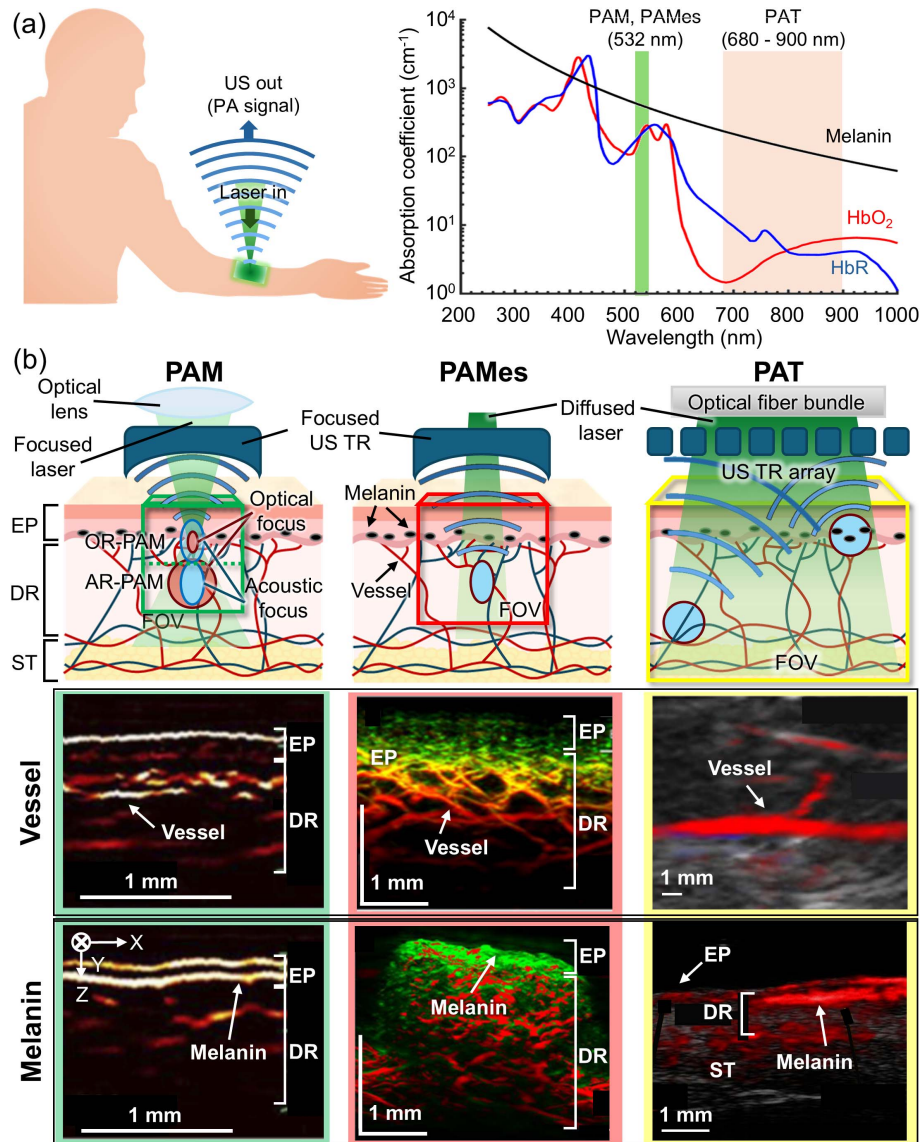 (a)
US out
(PA signal)
Laser in
PAM, PAMes
(532 nm)
PAT
(680 - 900 nm)
Absorption coefficient (cm⁻¹)
10⁴
10³
10²
10¹
10⁰
Melanin
HbO₂
HbR
200 300 400 500 600 700 800 900 1000
Wavelength (nm)
(b)
PAM
PAMes
PAT
Optical
lens
Focused
laser
Focused
US TR
Diffused
laser
Optical fiber bundle
US TR array
EP
DR
ST
OR-PAM
AR-PAM
Optical
focus
Acoustic
focus
FOV
Melanin
Vessel
FOV
FOV
Vessel
EP
DR
Vessel
1 mm
EP
EP
DR
Vessel
1 mm
Vessel
1 mm
Melanin
X
Y
Z
EP
DR
Melanin
1 mm
EP
DR
Melanin
1 mm
EP
DR
ST
Melanin
1 mm